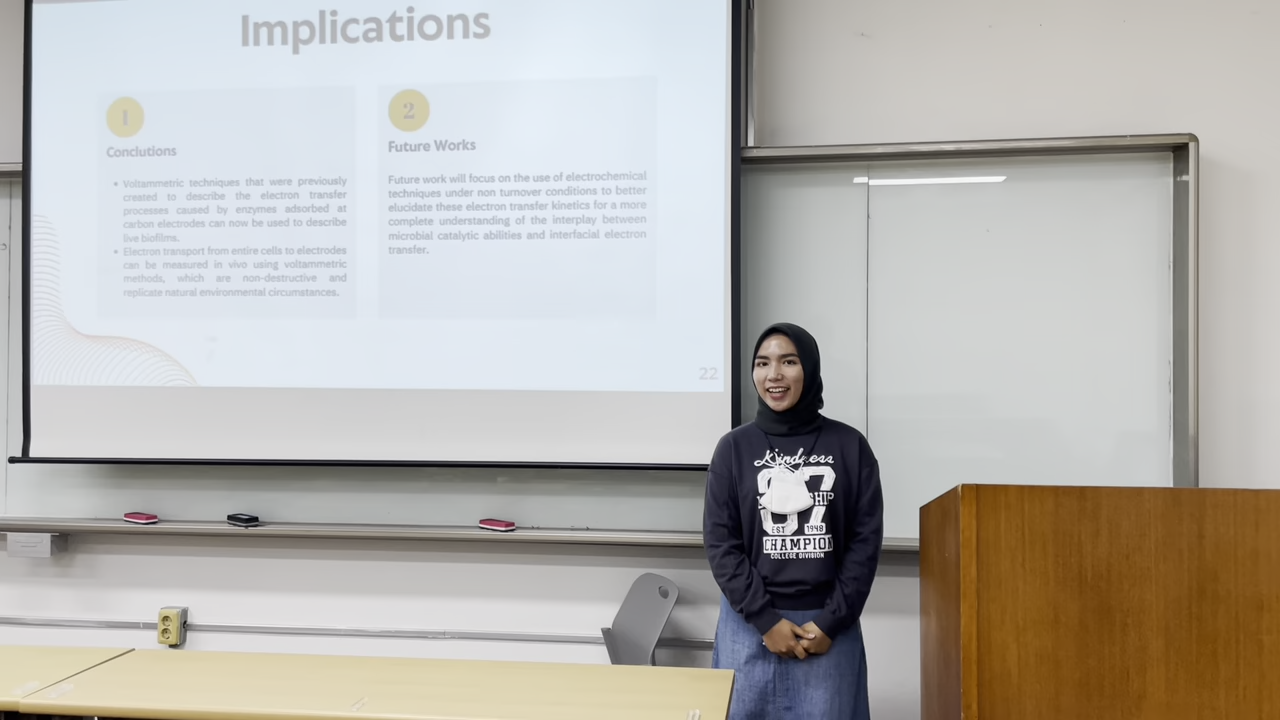 Implications
1
Conclutions
• Voltammetric techniques that were previously
created to describe the electron transfer
processes caused by enzymes adsorbed at
carbon electrodes can now be used to describe
live biofilms.
• Electron transport from entire cells to electrodes
can be measured in vivo using voltammetric
methods, which are non-destructive and
replicate natural environmental circumstances.
2
Future Works
Future work will focus on the use of electrochemical
techniques under non turnover conditions to better
elucidate these electron transfer kinetics for a more
complete understanding of the interplay between
microbial catalytic abilities and interfacial electron
transfer.
22
Kindness
87
SHIP
EST 1948
CHAMPION
COLLEGE DIVISION